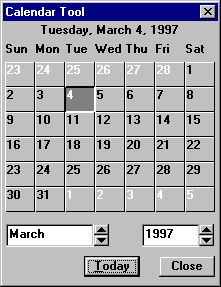 Calendar Tool
Tuesday, March 4, 1997
Sun Mon Tue Wed Thu Fri Sat
23 24 25 26 27 28 1
2 3 4 5 6 7 8
9 10 11 12 13 14 15
16 17 18 19 20 21 22
23 24 25 26 27 28 29
30 31 1 2 3 4 5
March 1997
Today Close